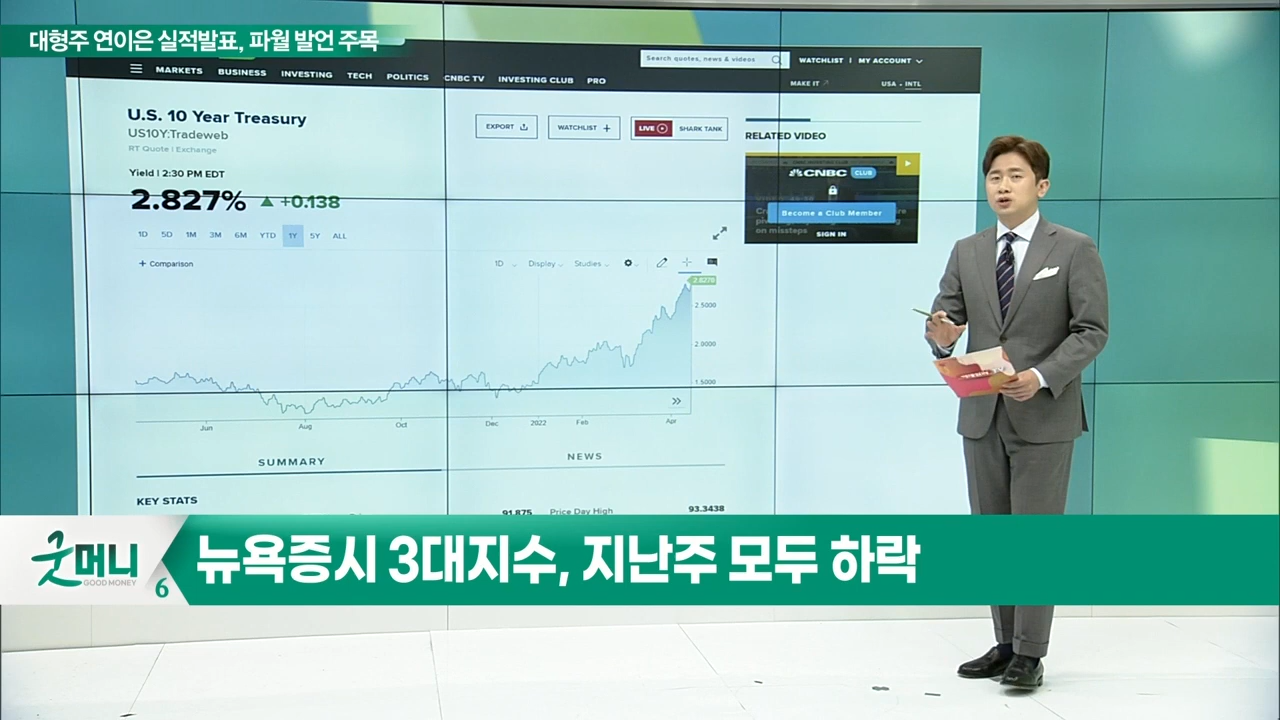 대형주 연이은 실적발표, 파월 발언 주목
Search quotes, news & videos
WATCHLIST | MY ACCOUNT
MARKETS BUSINESS INVESTING TECH POLITICS CNBC TV INVESTING CLUB PRO
MAKE IT
USA • INTL
U.S. 10 Year Treasury
US10Y:Tradeweb
RT Quote | Exchange
EXPORT
WATCHLIST +
LIVE SHARK TANK
RELATED VIDEO
CNBC CLUB
Become a Club Member
on missteps
SIGN IN
Yield | 2:30 PM EDT
2.827% ▲ +0.138
1D 5D 1M 3M 6M YTD 1Y 5Y ALL
+ Comparison
1D Display Studies
2.8270
2.5000
2.0000
1.5000
Jun Aug Oct Dec 2022 Feb Apr
SUMMARY
NEWS
KEY STATS
91.875
Price Day High
93.3438
굿머니
GOOD MONEY
6
뉴욕증시 3대지수, 지난주 모두 하락